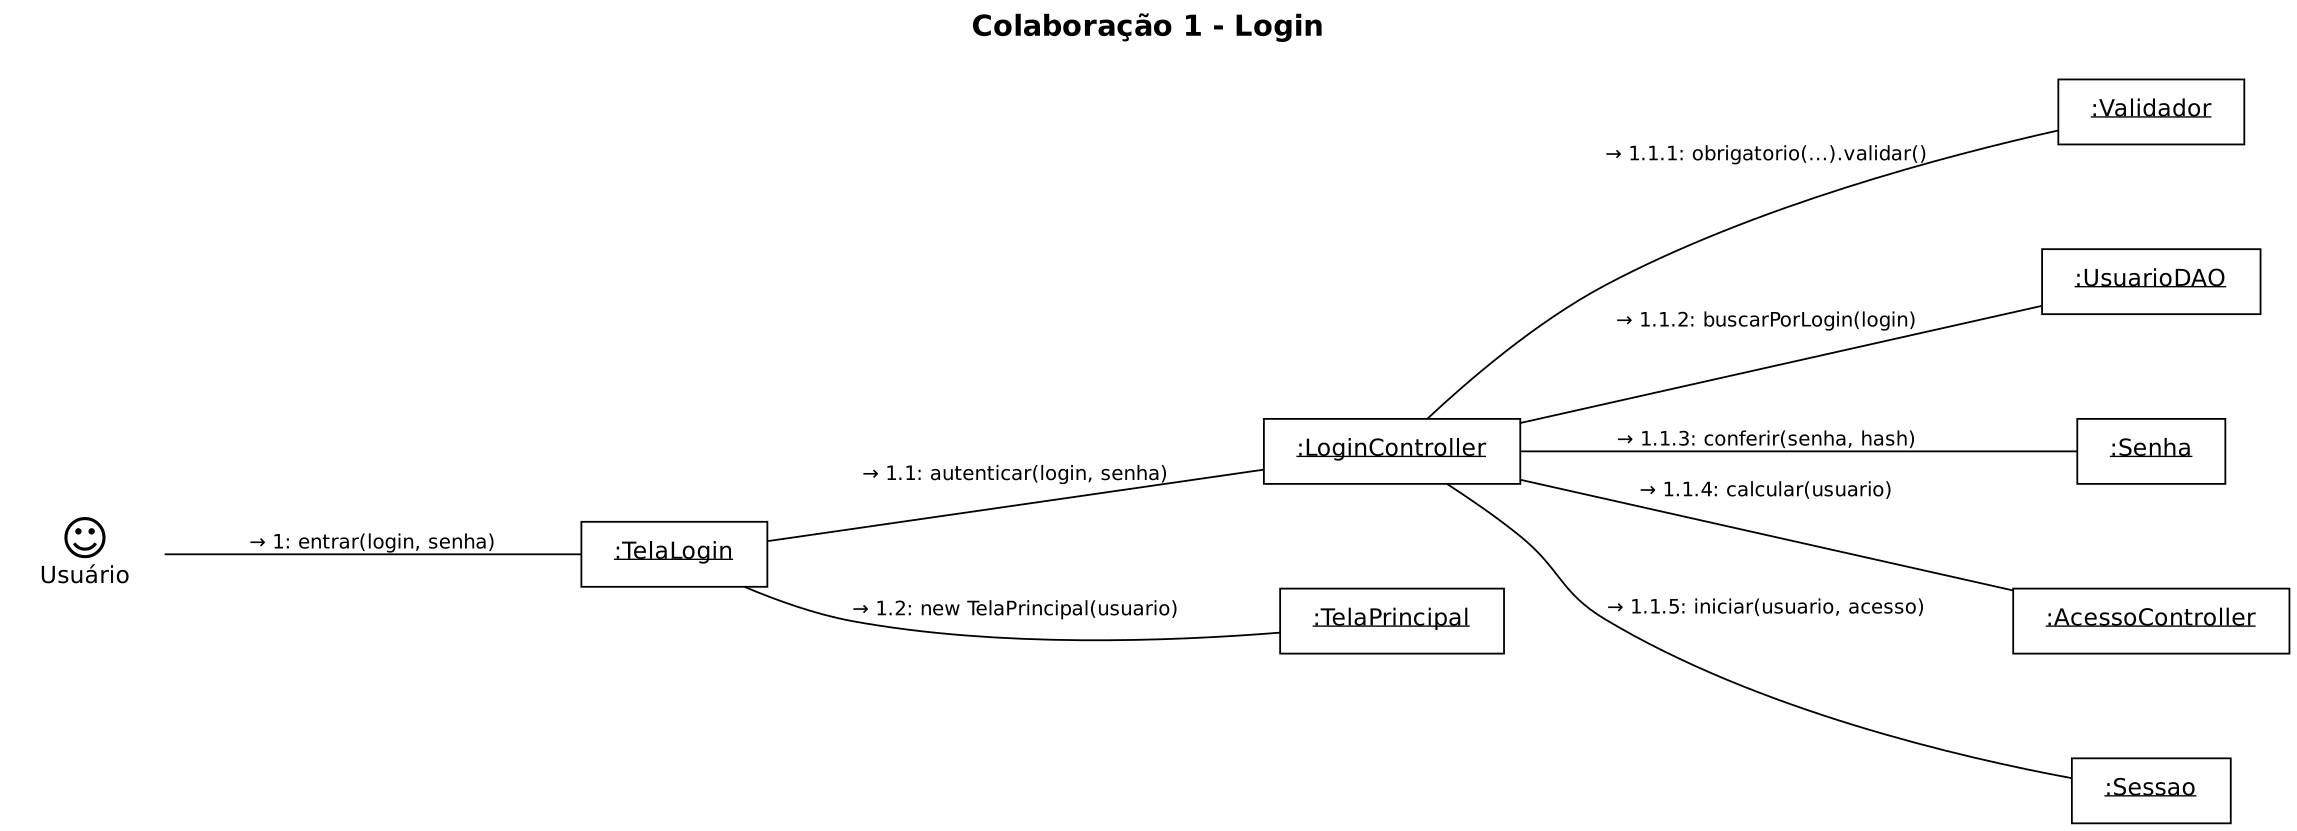 Colaboração 1 - Login
:Validador
→ 1.1.1: obrigatorio(...).validar()
:UsuarioDAO
→ 1.1.2: buscarPorLogin(login)
:LoginController
→ 1.1.3: conferir(senha, hash)
:Senha
→ 1.1: autenticar(login, senha)
→ 1.1.4: calcular(usuario)
→ 1: entrar(login, senha)
:TelaLogin
Usuário
→ 1.2: new TelaPrincipal(usuario)
:TelaPrincipal
→ 1.1.5: iniciar(usuario, acesso)
:AcessoController
:Sessao